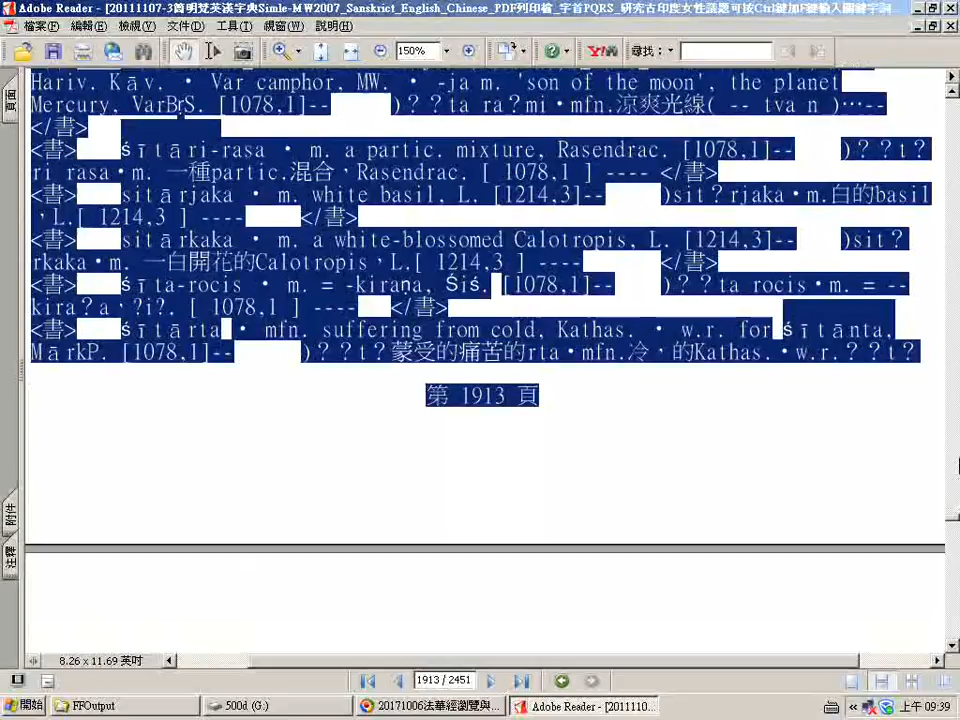 Adobe Reader - [20111107-3簡明梵英漢字典Simle-MW2007_Sanskrict_English_Chinese_PDF列印檔_字首PQRS_研究古印度女性議題可按Ctrl鍵加F鍵輸入關鍵字詞
檔案(F) 編輯(E) 檢視(V) 文件(D) 工具(T) 視窗(W) 說明(H)
150% 尋找：
頁面
Hariv. Kāv. • Var camphor, MW. • -ja m. 'son of the moon', the planet
Mercury, VarBrS. [1078,1]-- )？？ta ra？mi•mfn.涼爽光線( -- tva n )…--
</書>
<書> śītāri-rasa • m. a partic. mixture, Rasendrac. [1078,1]-- )？？t？
ri rasa•m. 一種partic.混合，Rasendrac. [ 1078,1 ] ---- </書>
<書> sitārjaka • m. white basil, L. [1214,3]-- )sit？rjaka•m.白的basil
，L.[ 1214,3 ] ---- </書>
<書> sitārkaka • m. a white-blossomed Calotropis, L. [1214,3]-- )sit？
rkaka•m. 一白開花的Calotropis，L.[ 1214,3 ] ---- </書>
<書> śīta-rocis • m. = -kiraṇa, Śiś. [1078,1]-- )？？ta rocis•m. = --
kira？a，？i？. [ 1078,1 ] ---- </書>
<書> śītārta • mfn. suffering from cold, Kathas. • w.r. for śītānta,
MārkP. [1078,1]-- )？？t？蒙受的痛苦的rta•mfn.冷，的Kathas.•w.r.？？t？
第 1913 頁
附件
注釋
8.26 x 11.69 英吋
1913 / 2451
開始 FFOutput 500d (G:) 20171006法華經瀏覽與... Adobe Reader - [2011110... 上午 09:39